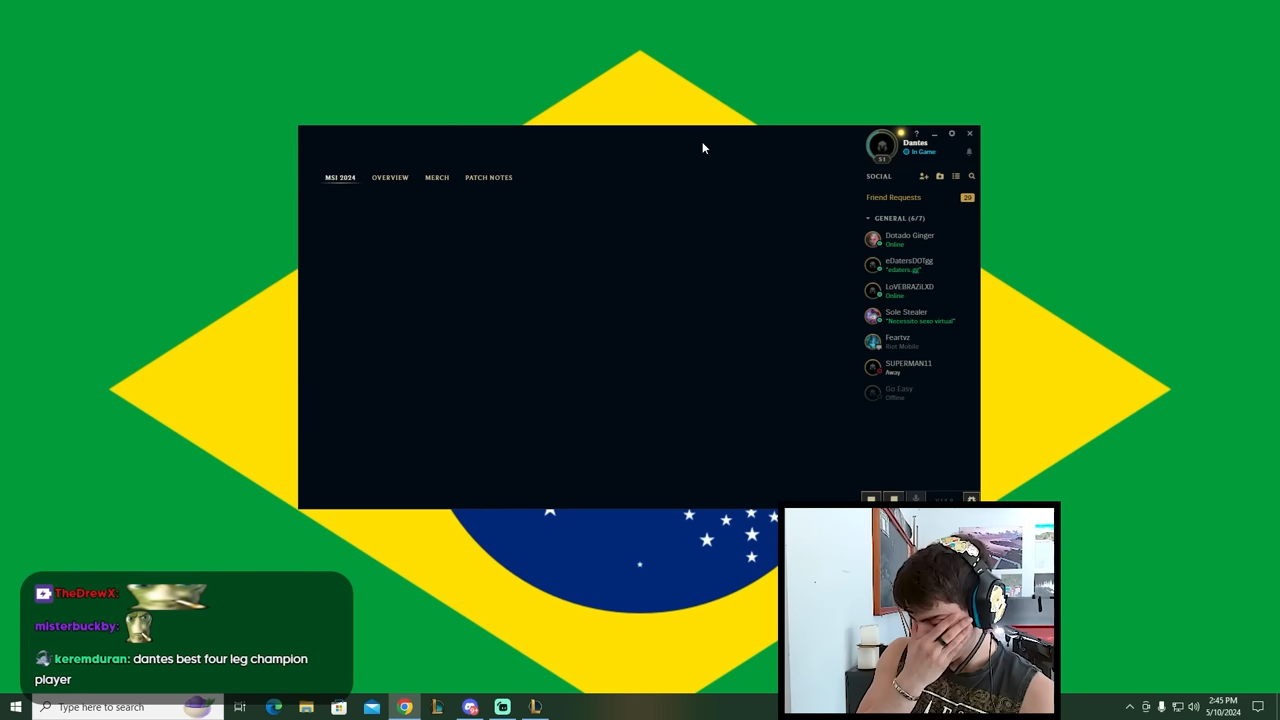 MSI 2024
OVERVIEW
MERCH
PATCH NOTES
?
Dantes
In Game
51
SOCIAL
Friend Requests
20
GENERAL (6/7)
Dotado Ginger
Online
eDatersDOTgg
"edaters.gg"
LoVEBRAZiLXD
Online
Sole Stealer
"Necessito sexo virtual"
Feartvz
Riot Mobile
SUPERMAN11
Away
Go Easy
Offline
TheDrewX:
misterbuckby:
keremduran: dantes best four leg champion
player
Type here to search
2:45 PM
5/10/2024